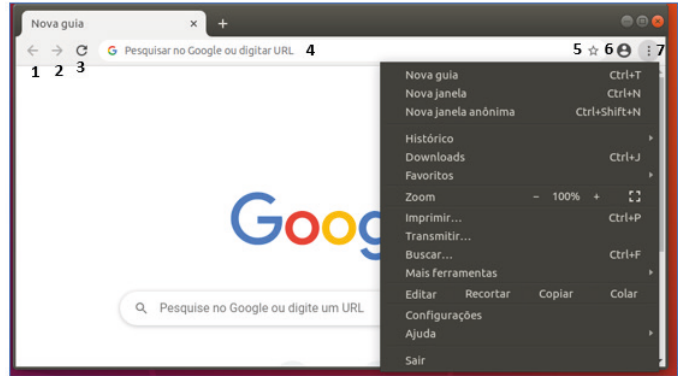 Nova guia × +
G Pesquisar no Google ou digitar URL 4 5 6 7
1 2 3
Nova guia Ctrl+T
Nova janela Ctrl+N
Nova janela anônima Ctrl+Shift+N
Histórico
Downloads Ctrl+J
Favoritos
Zoom − 100% +
Imprimir... Ctrl+P
Transmitir...
Buscar... Ctrl+F
Mais ferramentas
Editar Recortar Copiar Colar
Configurações
Ajuda
Sair
Goog
Pesquise no Google ou digite um URL